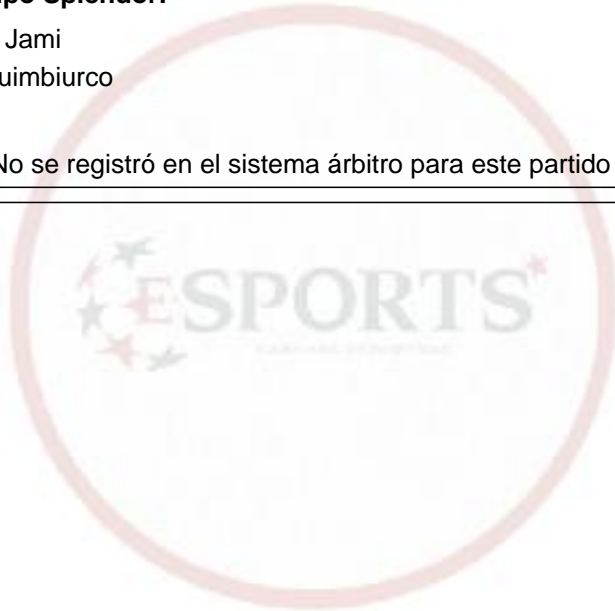 Jami
uimbiurco
No se registró en el sistema árbitro para este partido
ESPORTS